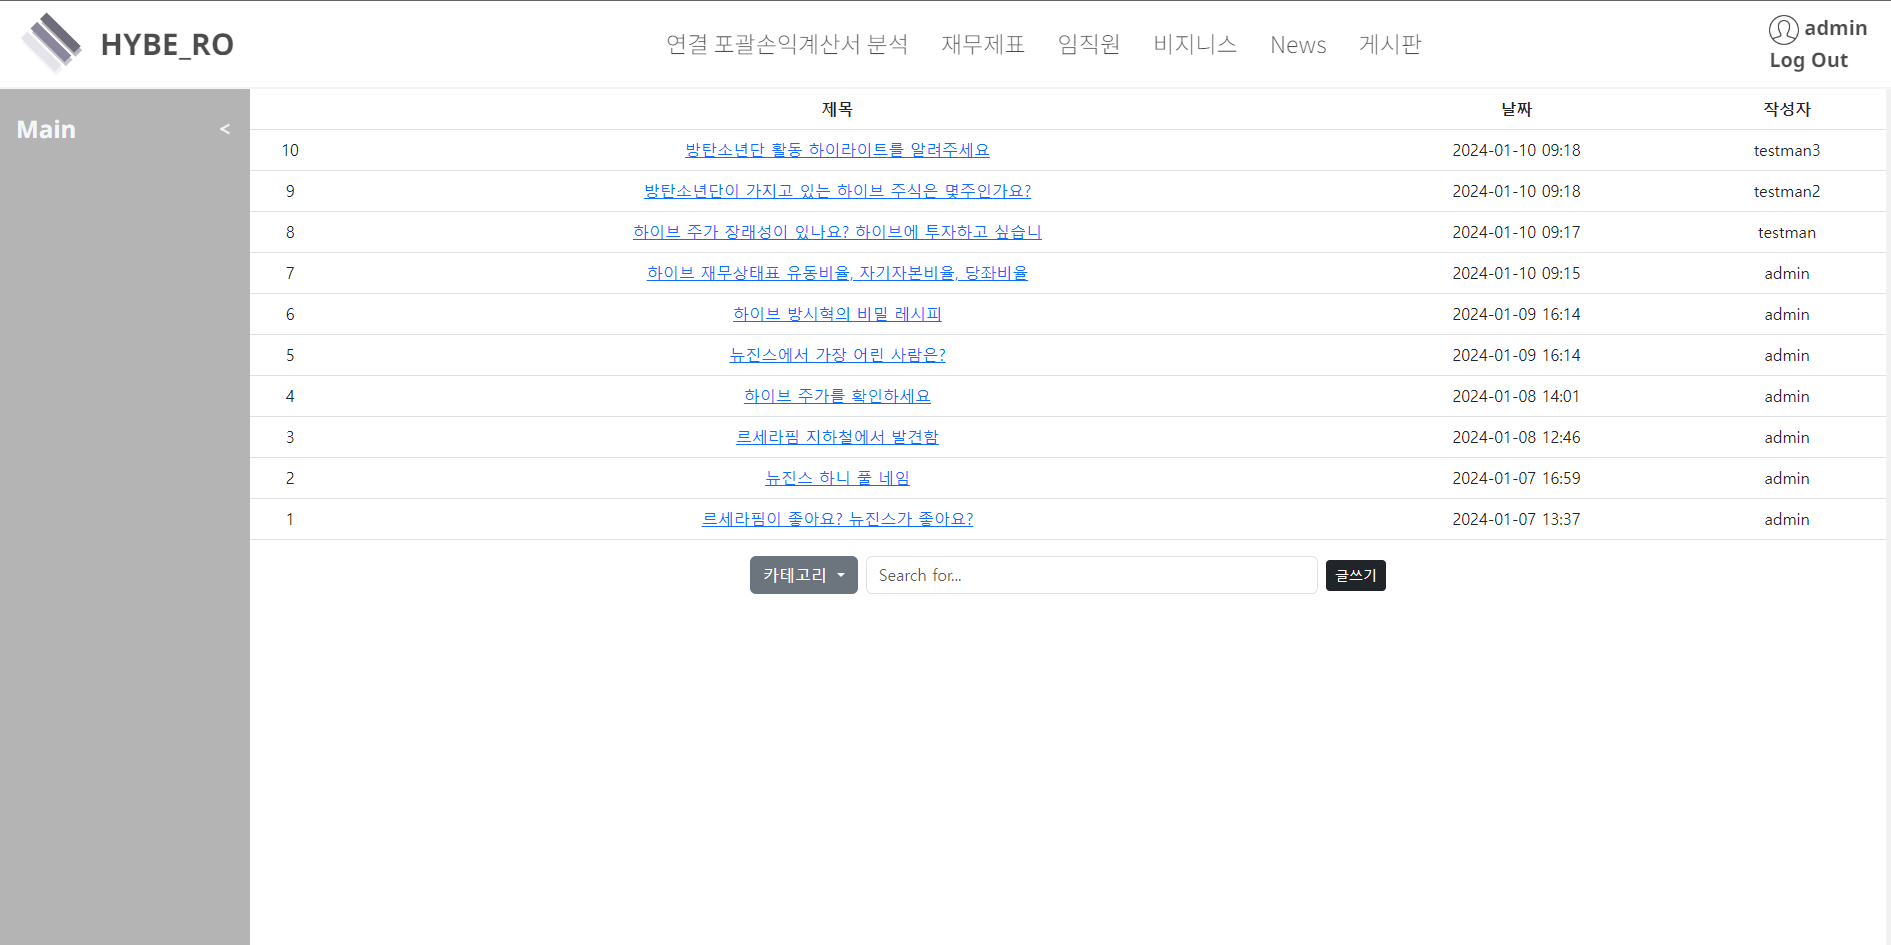 HYBE_RO
연결 포괄손익계산서 분석 재무제표 임직원 비지니스 News 게시판
admin
Log Out
Main <
제목 날짜 작성자
10 방탄소년단 활동 하이라이트를 알려주세요 2024-01-10 09:18 testman3
9 방탄소년단이 가지고 있는 하이브 주식은 몇주인가요? 2024-01-10 09:18 testman2
8 하이브 주가 장래성이 있나요? 하이브에 투자하고 싶습니 2024-01-10 09:17 testman
7 하이브 재무상태표 유동비율, 자기자본비율, 당좌비율 2024-01-10 09:15 admin
6 하이브 방시혁의 비밀 레시피 2024-01-09 16:14 admin
5 뉴진스에서 가장 어린 사람은? 2024-01-09 16:14 admin
4 하이브 주가를 확인하세요 2024-01-08 14:01 admin
3 르세라핌 지하철에서 발견함 2024-01-08 12:46 admin
2 뉴진스 하니 풀 네임 2024-01-07 16:59 admin
1 르세라핌이 좋아요? 뉴진스가 좋아요? 2024-01-07 13:37 admin
카테고리 Search for... 글쓰기